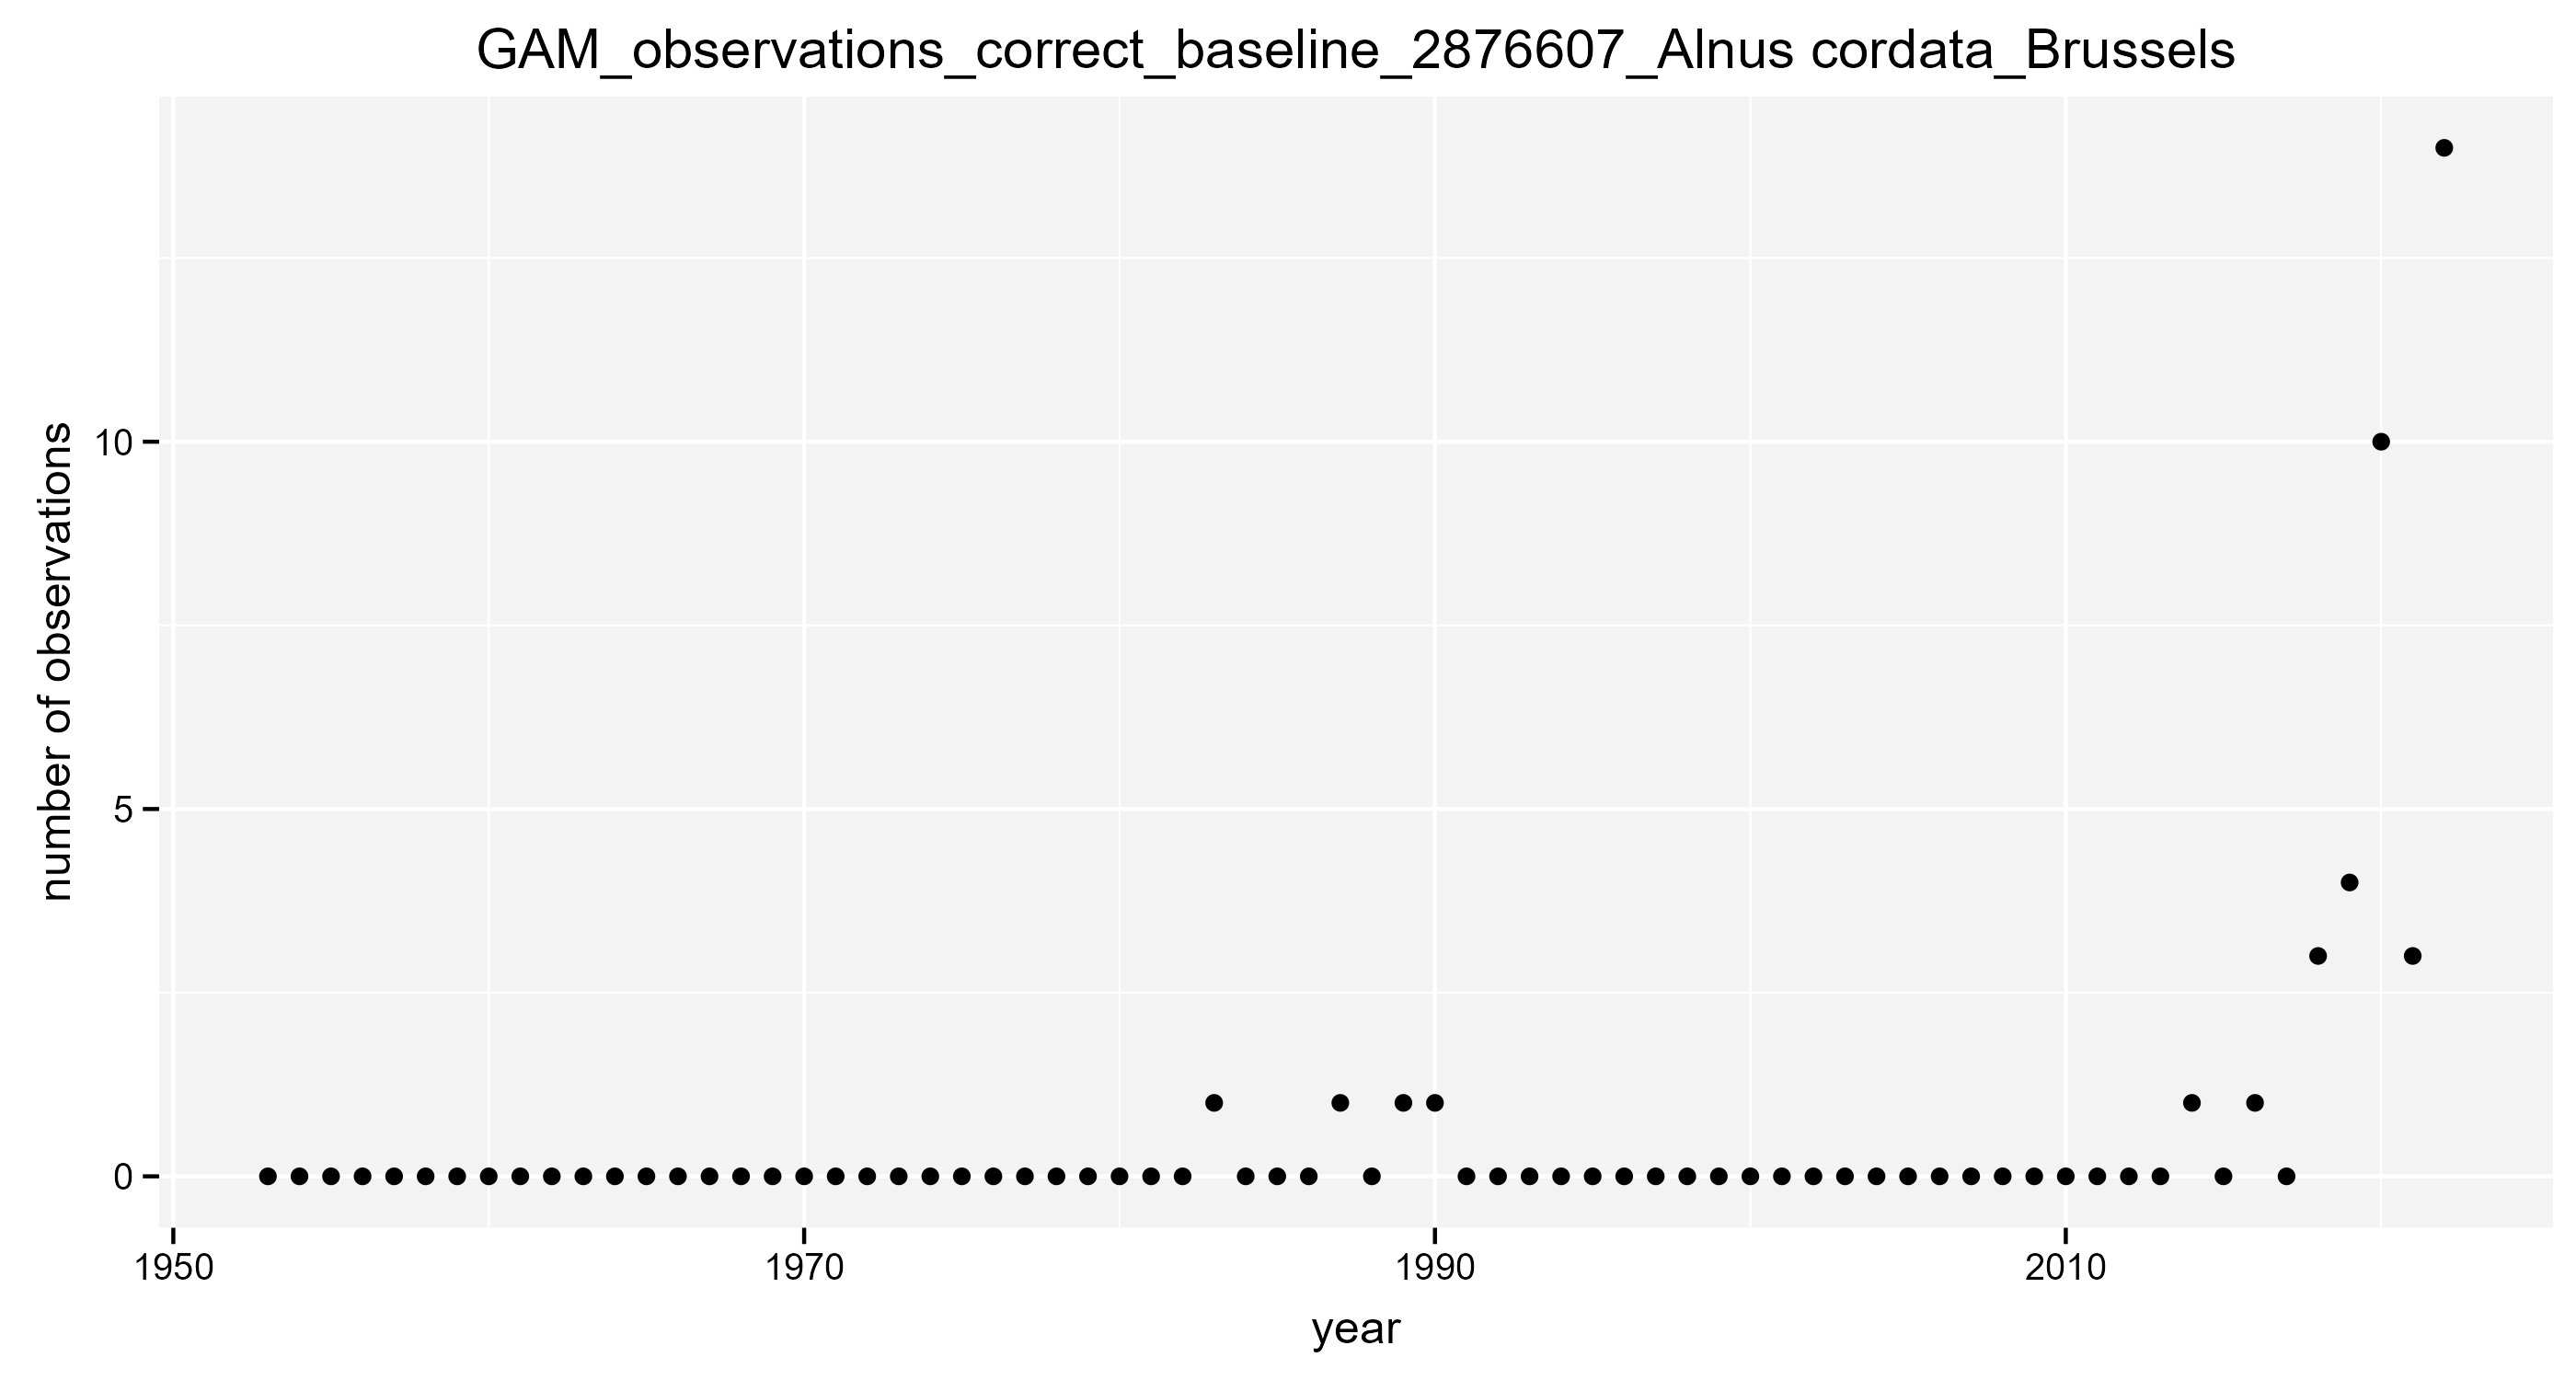 GAM_observations_correct_baseline_2876607_Alnus cordata_Brussels
number of observations
10
5
0
1950 1970 1990 2010
year